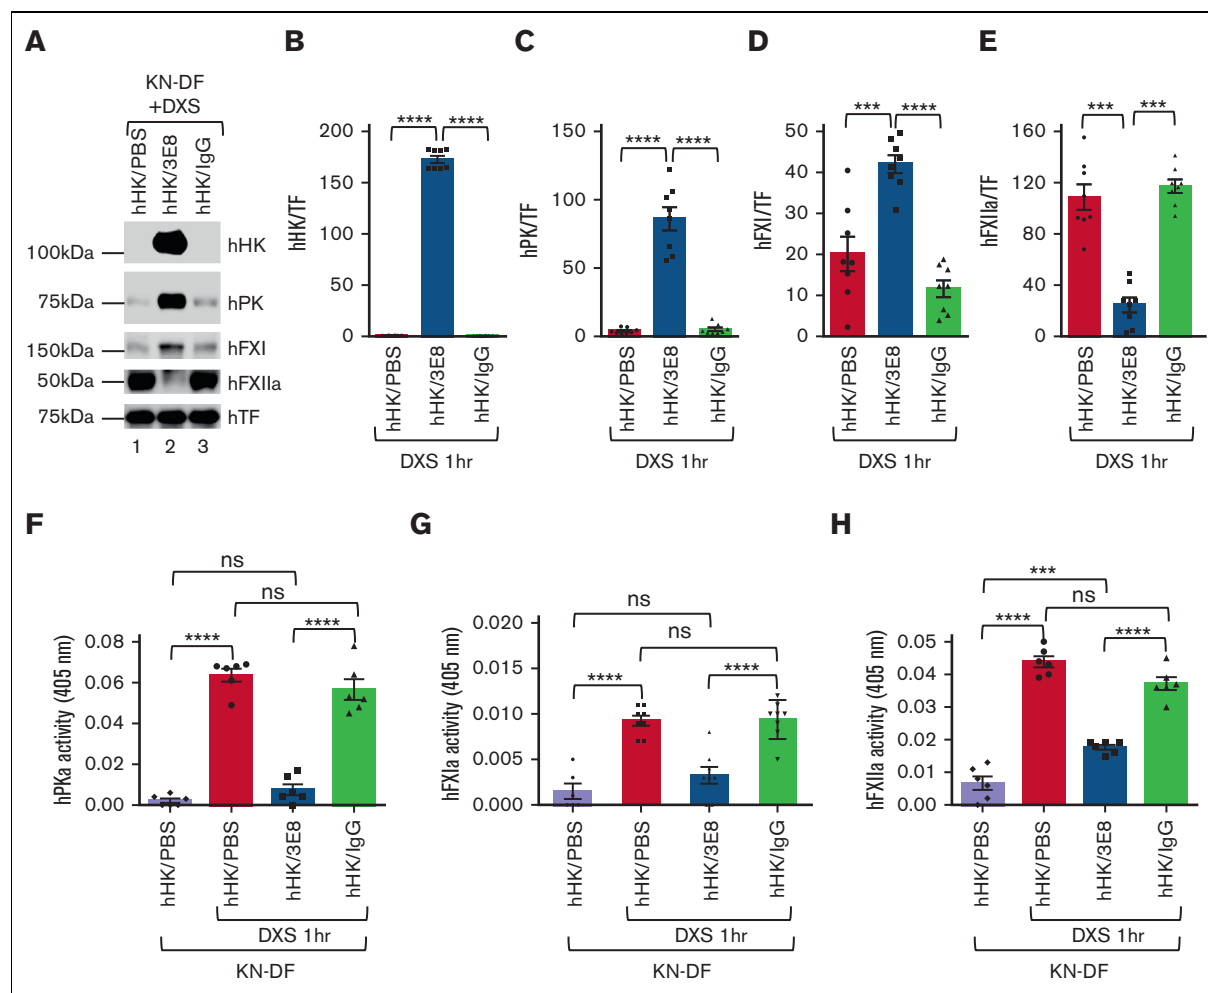 A
KN-DF
+DXS
hHK/PBS
hHK/3E8
hHK/IgG
100kDa
hHK
75kDa
hPK
150kDa
hFXI
50kDa
hFXIIa
75kDa
hTF
1 2 3
B
hHK/TF
200
150
100
50
0
**** ****
hHK/PBS
hHK/3E8
hHK/IgG
DXS 1hr
C
hPK/TF
150
100
50
0
**** ****
hHK/PBS
hHK/3E8
hHK/IgG
DXS 1hr
D
hFXI/TF
50
40
30
20
10
0
*** ****
hHK/PBS
hHK/3E8
hHK/IgG
DXS 1hr
E
hFXIIa/TF
160
120
80
40
0
*** ***
hHK/PBS
hHK/3E8
hHK/IgG
DXS 1hr
F
hPKa activity (405 nm)
0.08
0.06
0.04
0.02
0.00
ns
ns
**** ****
hHK/PBS
hHK/PBS
hHK/3E8
hHK/IgG
DXS 1hr
KN-DF
G
hFXIa activity (405 nm)
0.020
0.015
0.010
0.005
0.000
ns
ns
**** ****
hHK/PBS
hHK/PBS
hHK/3E8
hHK/IgG
DXS 1hr
KN-DF
H
hFXIIa activity (405 nm)
0.05
0.04
0.03
0.02
0.01
0.00
***
ns
**** ****
hHK/PBS
hHK/PBS
hHK/3E8
hHK/IgG
DXS 1hr
KN-DF